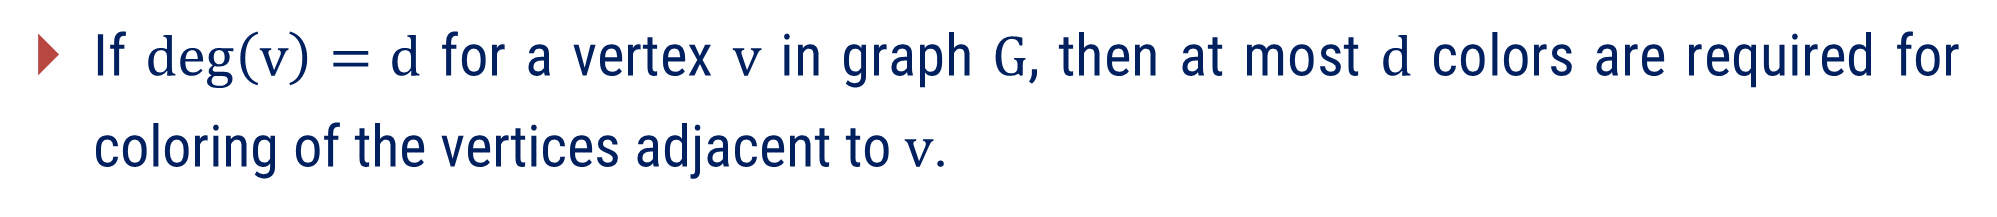 If deg(v) = d for a vertex v in graph G, then at most d colors are required for
coloring of the vertices adjacent to v.